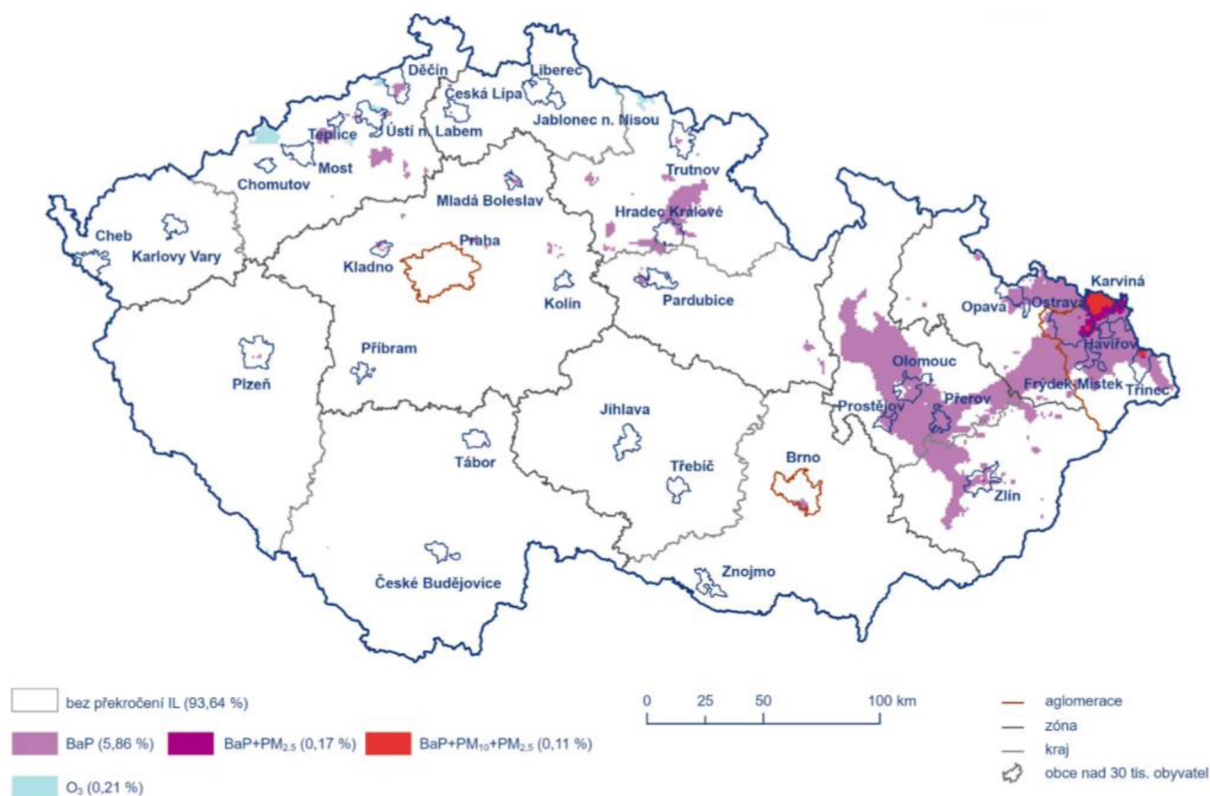 Děčín
Liberec
Česká Lípa
Jablonec n. Nisou
Teplice
Ústí n. Labem
Most
Chomutov
Trutnov
Mladá Boleslav
Hradec Králové
Cheb
Karlovy Vary
Praha
Kladno
Kolín
Pardubice
Karviná
Opava
Ostrava
Havířov
Plzeň
Příbram
Olomouc
Frýdek Místek
Třinec
Prostějov
Přerov
Jihlava
Tábor
Třebíč
Brno
Zlín
České Budějovice
Znojmo
bez překročení IL (93,64 %)
BaP (5,86 %)
BaP+PM2.5 (0,17 %)
BaP+PM10+PM2.5 (0,11 %)
O3 (0,21 %)
0 25 50 100 km
aglomerace
zóna
kraj
obce nad 30 tis. obyvatel